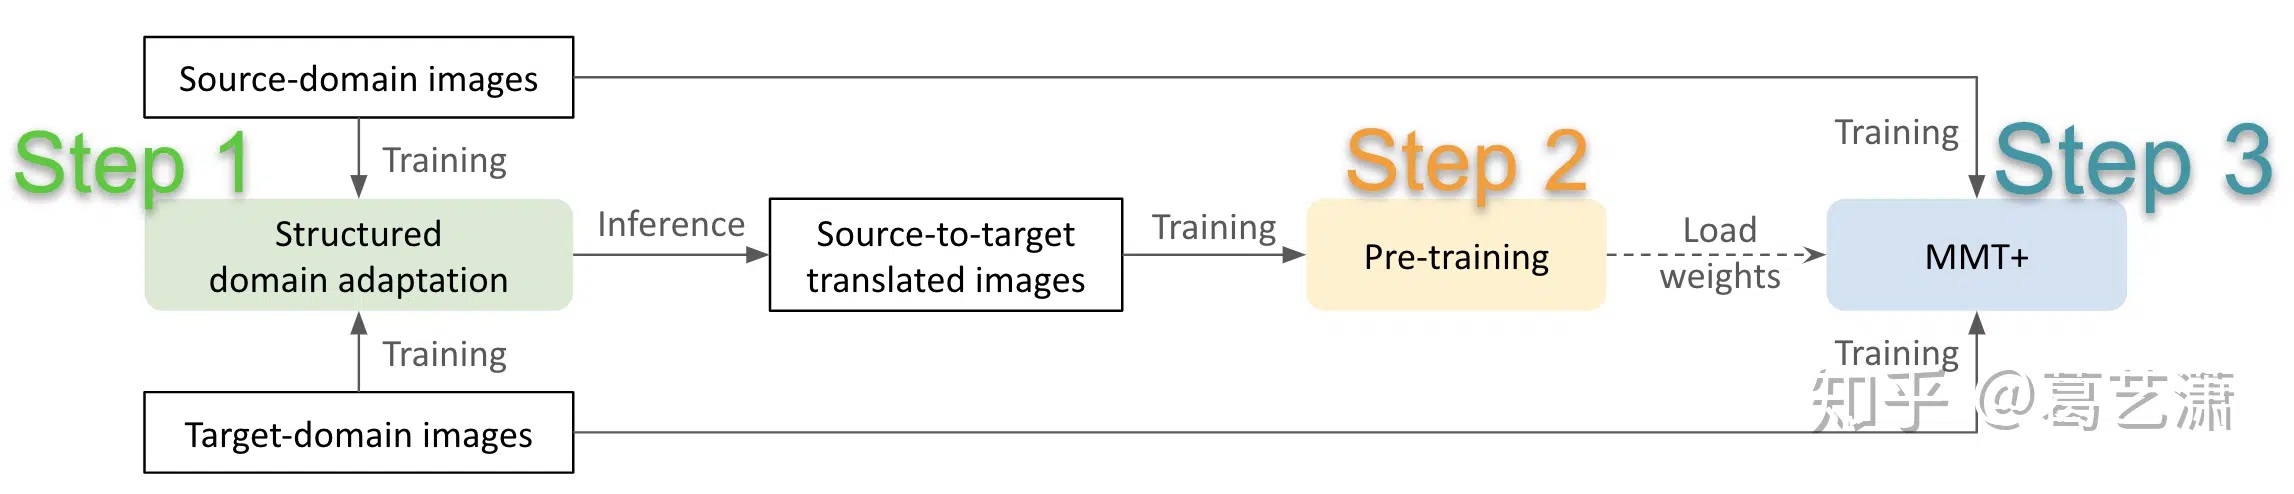 Source-domain images
Step 1
Training
Structured
domain adaptation
Training
Target-domain images
Inference
Source-to-target
translated images
Training
Step 2
Pre-training
Load
weights
Training
Step 3
MMT+
Training
知乎 @葛艺潇